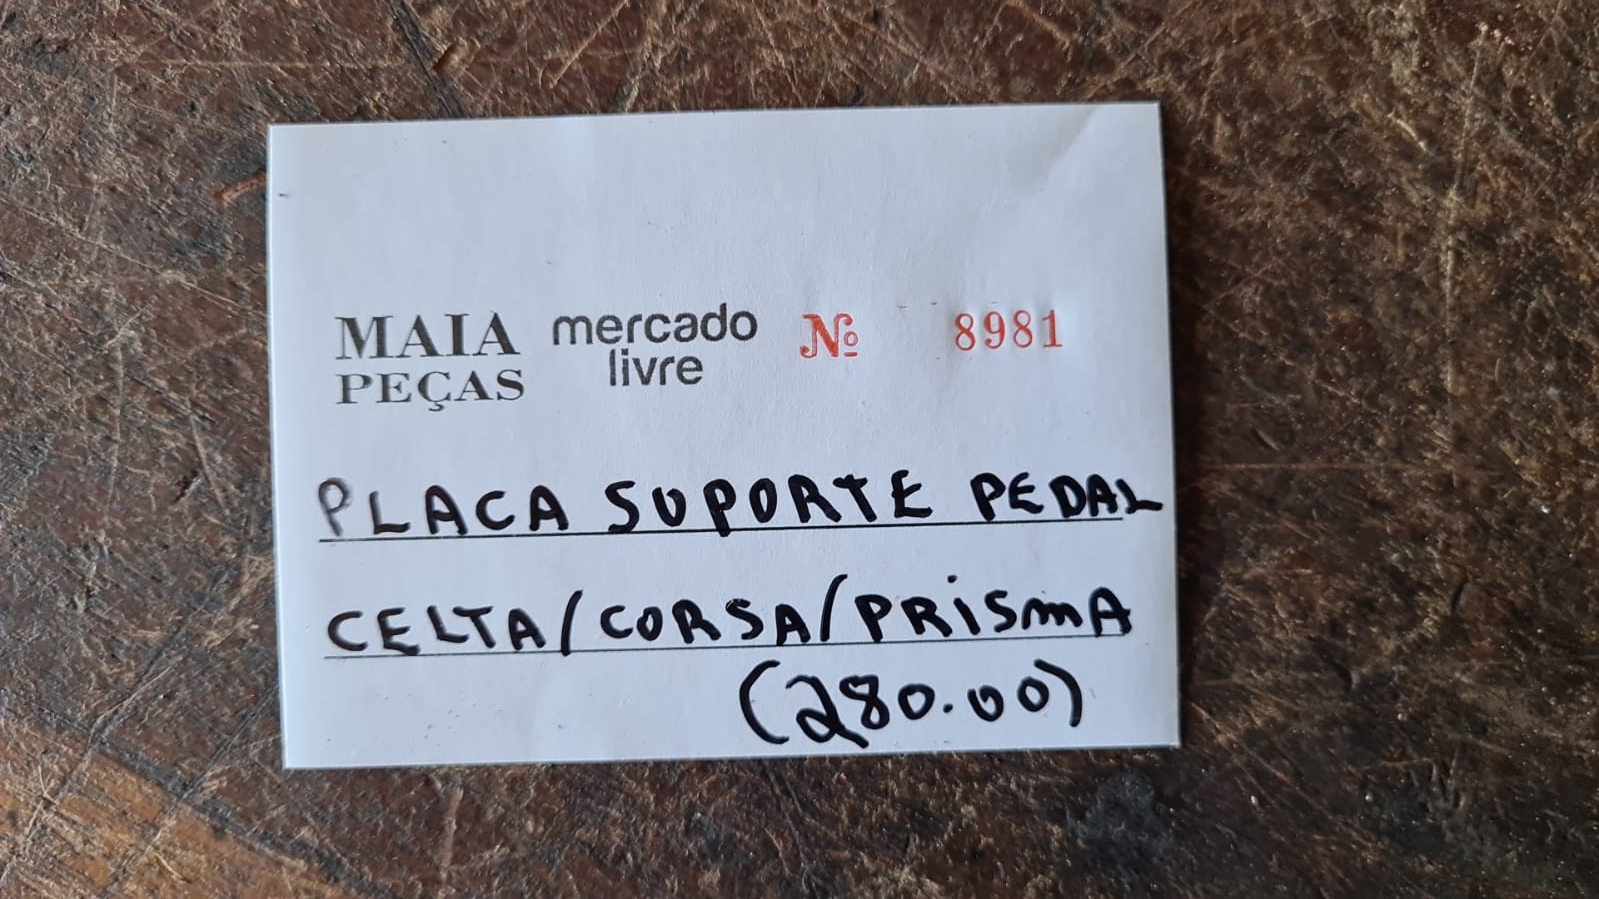 MAIA PEÇAS
mercado livre
Nº 8981
PLACA SUPORTE PEDAL
CELTA/CORSA/PRISMA
(280.00)